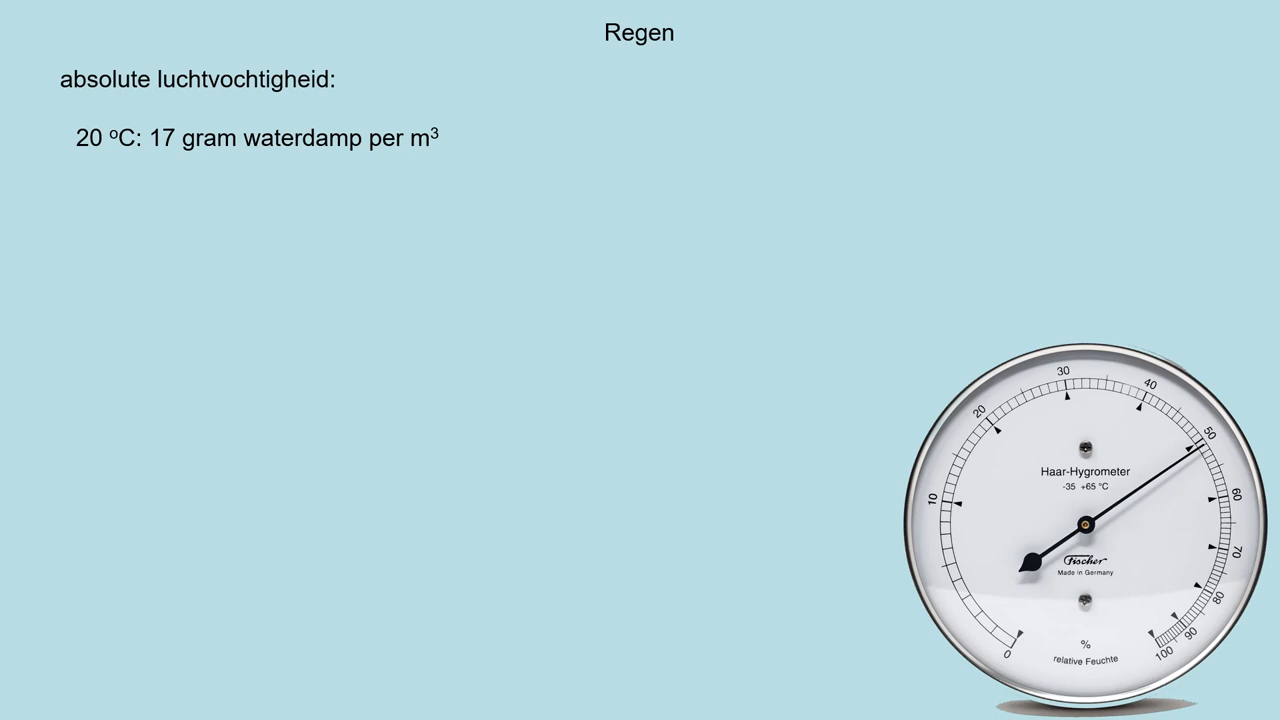 Regen
absolute luchtvochtigheid:
20 ºC: 17 gram waterdamp per m³
30
40
20
50
Haar-Hygrometer
-35 +65 °C
10
60
Fischer
70
Made in Germany
80
90
%
0
relative Feuchte
100